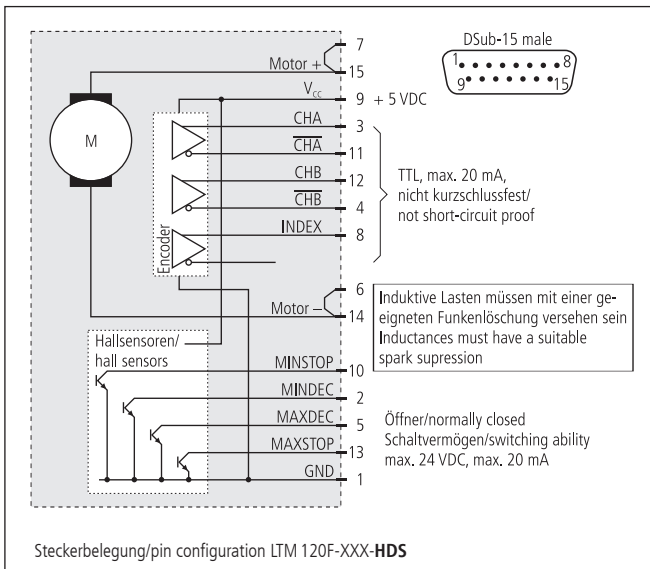 DSub-15 male
1 8
9 15
7
Motor + 15
Vcc 9 + 5 VDC
CHA 3
CHA 11
CHB 12
CHB 4
INDEX 8
TTL, max. 20 mA,
nicht kurzschlussfest/
not short-circuit proof
M
Encoder
6
Motor – 14
Induktive Lasten müssen mit einer ge-
eigneten Funkenlöschung versehen sein
Inductances must have a suitable
spark supression
Hallsensoren/
hall sensors
MINSTOP 10
MINDEC 2
MAXDEC 5
MAXSTOP 13
GND 1
Öffner/normally closed
Schaltvermögen/switching ability
max. 24 VDC, max. 20 mA
Steckerbelegung/pin configuration LTM 120F-XXX-HDS